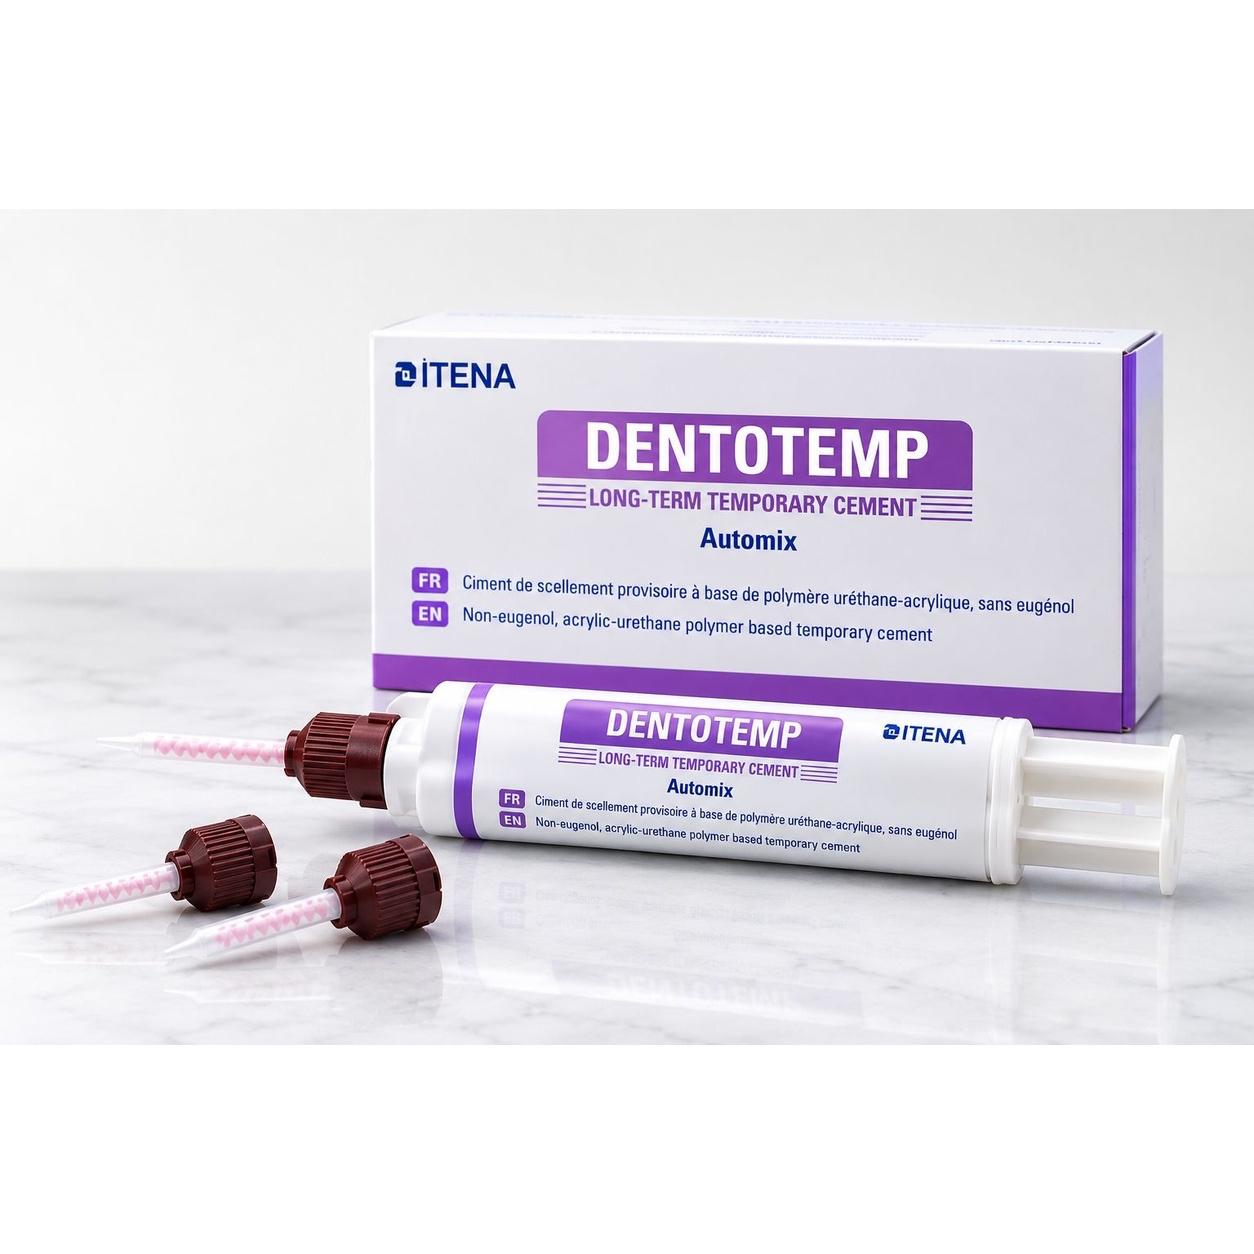 İTENA
DENTOTEMP
LONG-TERM TEMPORARY CEMENT
Automix
FR Ciment de scellement provisoire à base de polymère uréthane-acrylique, sans eugénol
EN Non-eugenol, acrylic-urethane polymer based temporary cement
DENTOTEMP
LONG-TERM TEMPORARY CEMENT
Automix
FR Ciment de scellement provisoire à base de polymère uréthane-acrylique, sans eugénol
EN Non-eugenol, acrylic-urethane polymer based temporary cement
İTENA